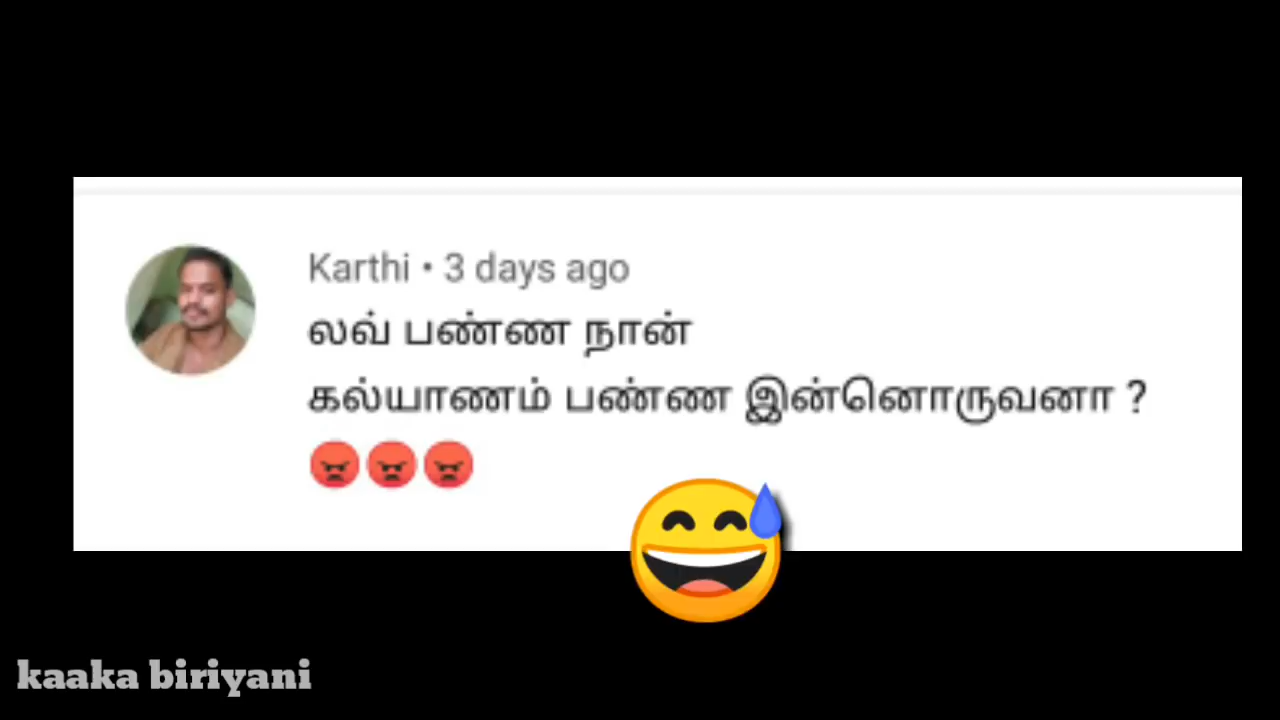 Karthi • 3 days ago
லவ் பண்ண நான்
கல்யாணம் பண்ண இன்னொருவனா ?
😡😡😡
kaaka biriyani